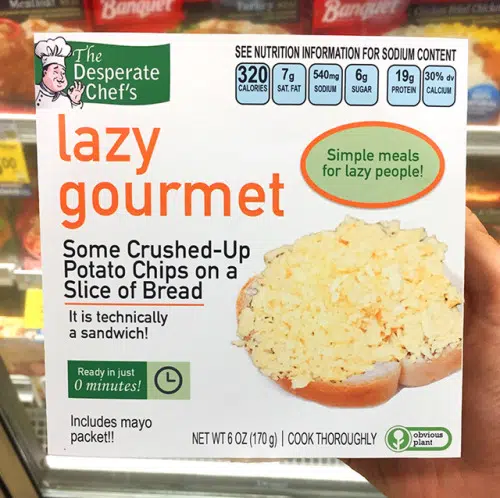 Banquet
Banquet
The
Desperate
Chef's
SEE NUTRITION INFORMATION FOR SODIUM CONTENT
320
CALORIES
7g
SAT. FAT
540mg
SODIUM
6g
SUGAR
19g
PROTEIN
30% dv
CALCIUM
lazy
gourmet
Simple meals
for lazy people!
Some Crushed-Up
Potato Chips on a
Slice of Bread
It is technically
a sandwich!
Ready in just
0 minutes!
Includes mayo
packet!!
NET WT 6 OZ (170 g) | COOK THOROUGHLY
obvious
plant